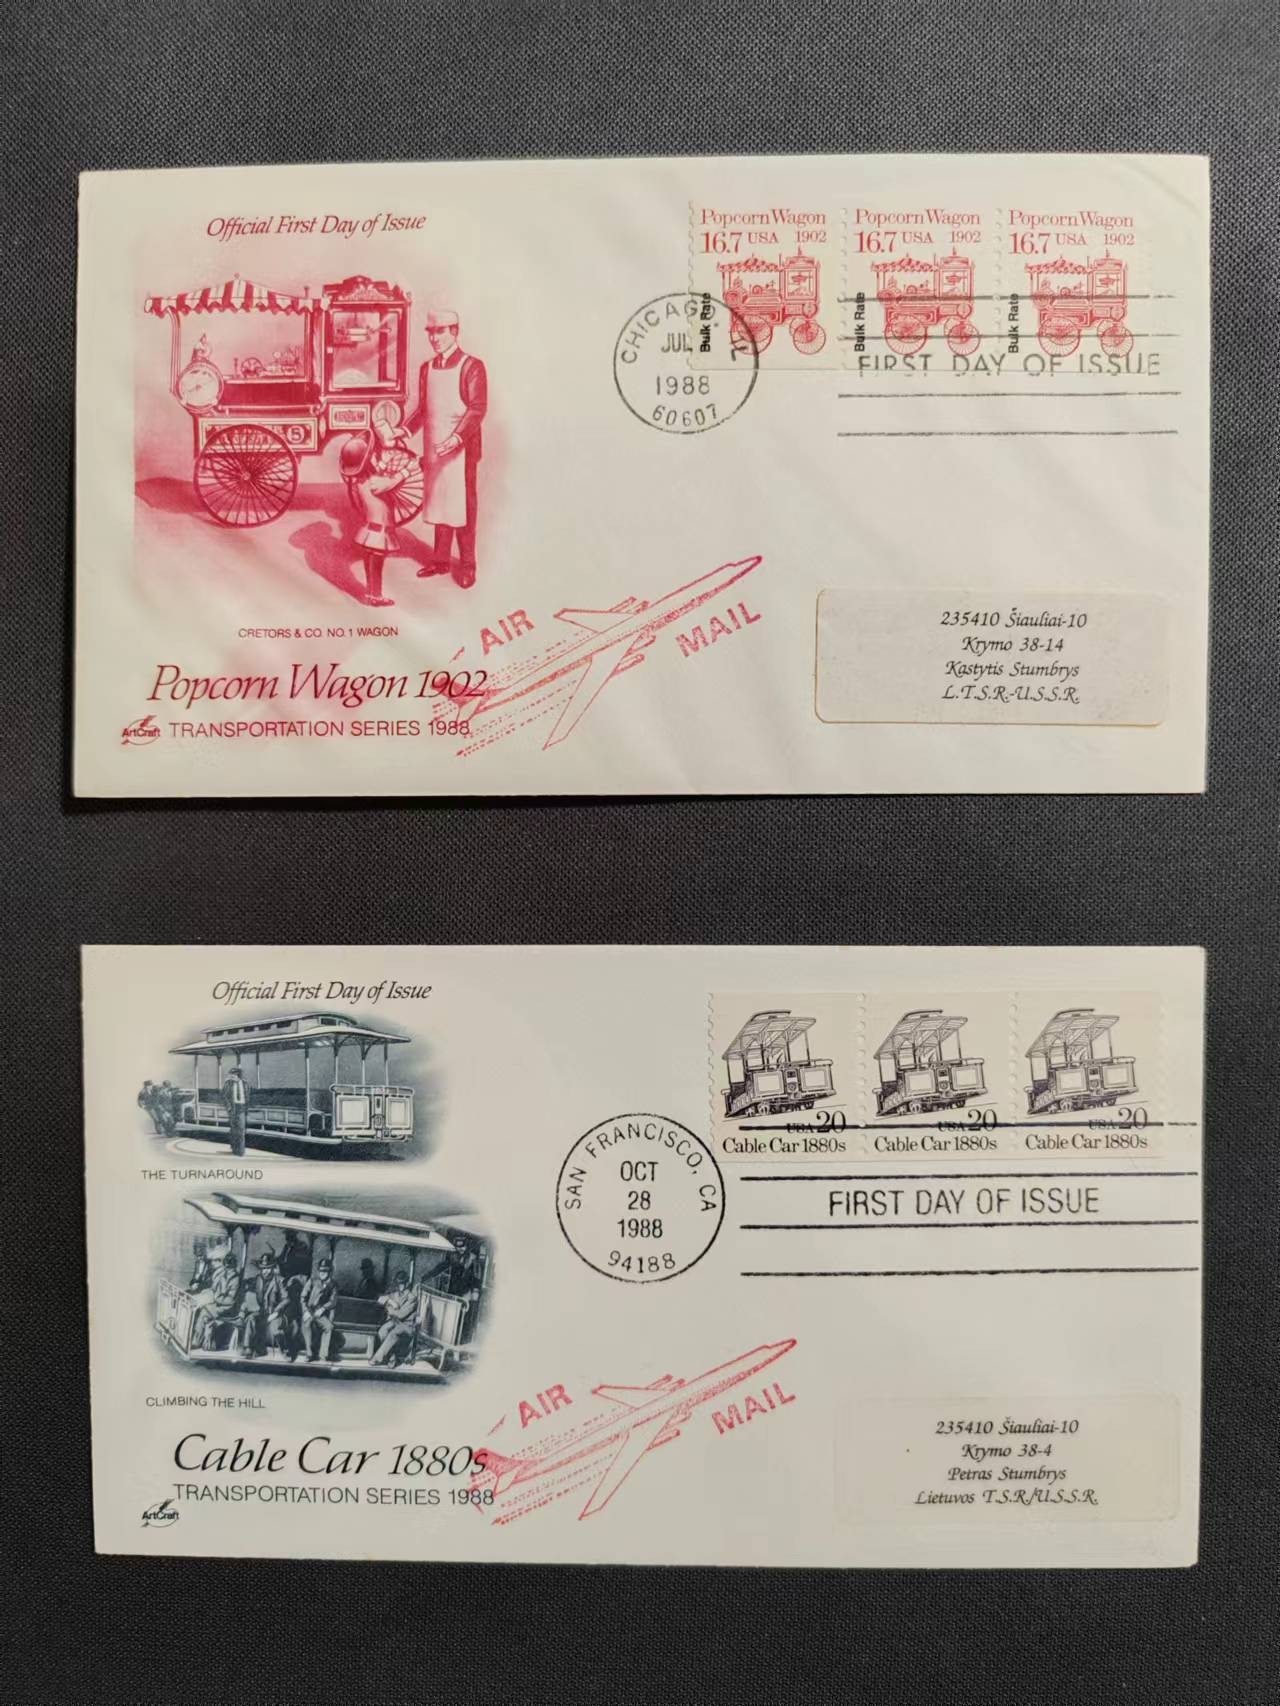 Official First Day of Issue
Popcorn Wagon Popcorn Wagon Popcorn Wagon
16.7 USA 1902 16.7 USA 1902 16.7 USA 1902
Bulk Rate Bulk Rate Bulk Rate
CHICAGO, IL
JUL
1988
60607
FIRST DAY OF ISSUE
5
CRETORS & CO. NO. 1 WAGON
Popcorn Wagon 1902
ArtCraft TRANSPORTATION SERIES 1988
AIR
MAIL
235410 Šiauliai-10
Krymo 38-14
Kastytis Stumbrys
L.T.S.R.-U.S.S.R.
Official First Day of Issue
THE TURNAROUND
CLIMBING THE HILL
Cable Car 1880s
TRANSPORTATION SERIES 1988
ArtCraft
USA 20 USA 20 USA 20
Cable Car 1880s Cable Car 1880s Cable Car 1880s
SAN FRANCISCO, CA
OCT
28
1988
94188
FIRST DAY OF ISSUE
AIR
MAIL
235410 Šiauliai-10
Krymo 38-4
Petras Stumbrys
Lietuvos T.S.R./U.S.S.R.